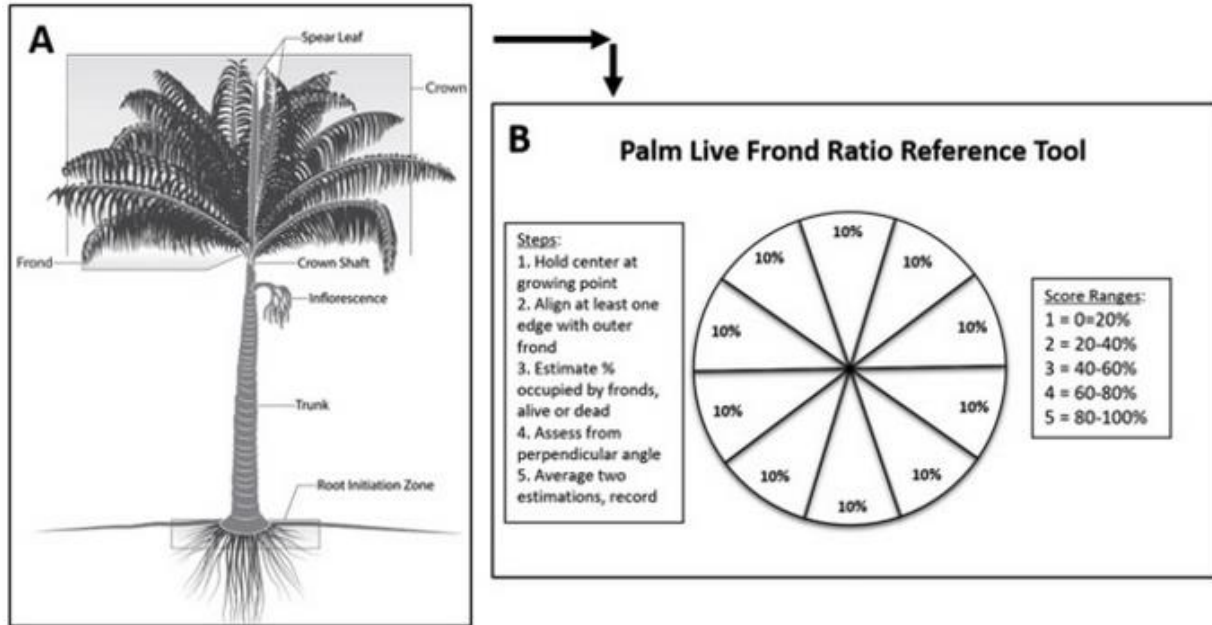 A
Spear Leaf
Crown
Frond
Crown Shaft
Inflorescence
Trunk
Root Initiation Zone
B
Palm Live Frond Ratio Reference Tool
Steps:
1. Hold center at
growing point
2. Align at least one
edge with outer
frond
3. Estimate %
occupied by fronds,
alive or dead
4. Assess from
perpendicular angle
5. Average two
estimations, record
10%
10%
10%
10%
10%
10%
10%
10%
10%
10%
Score Ranges:
1 = 0=20%
2 = 20-40%
3 = 40-60%
4 = 60-80%
5 = 80-100%